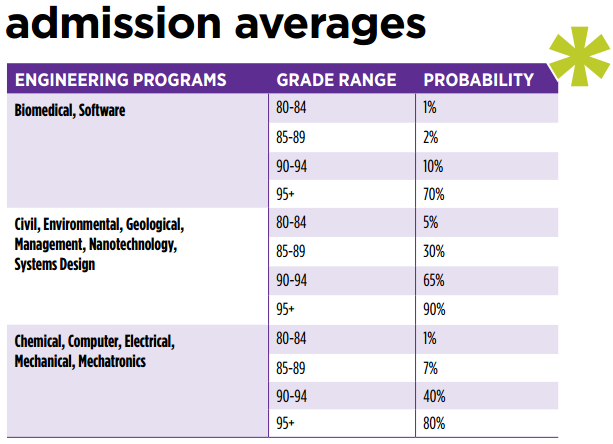 admission averages
ENGINEERING PROGRAMS GRADE RANGE PROBABILITY
Biomedical, Software 80-84 1%
85-89 2%
90-94 10%
95+ 70%
Civil, Environmental, Geological, 80-84 5%
Management, Nanotechnology, 85-89 30%
Systems Design
90-94 65%
95+ 90%
Chemical, Computer, Electrical, 80-84 1%
Mechanical, Mechatronics 85-89 7%
90-94 40%
95+ 80%